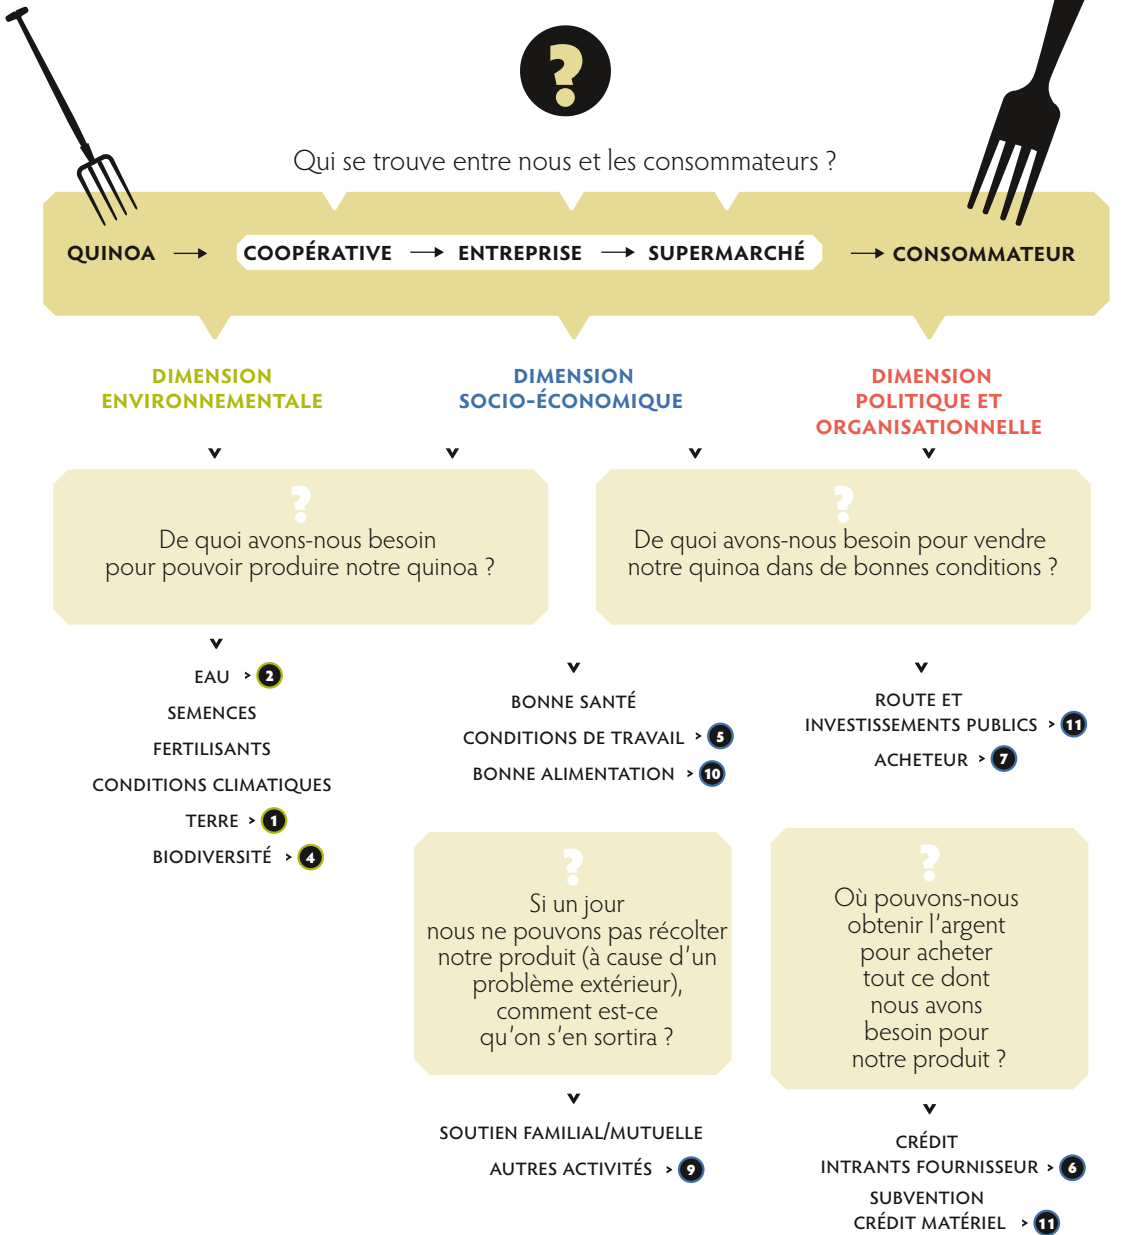 ?
Qui se trouve entre nous et les consommateurs ?
QUINOA → COOPÉRATIVE → ENTREPRISE → SUPERMARCHÉ → CONSOMMATEUR
DIMENSION
ENVIRONNEMENTALE
DIMENSION
SOCIO-ÉCONOMIQUE
DIMENSION
POLITIQUE ET
ORGANISATIONNELLE
?
De quoi avons-nous besoin
pour pouvoir produire notre quinoa ?
?
De quoi avons-nous besoin pour vendre
notre quinoa dans de bonnes conditions ?
EAU > 2
SEMENCES
FERTILISANTS
CONDITIONS CLIMATIQUES
TERRE > 1
BIODIVERSITÉ > 4
BONNE SANTÉ
CONDITIONS DE TRAVAIL > 5
BONNE ALIMENTATION > 10
ROUTE ET
INVESTISSEMENTS PUBLICS > 11
ACHETEUR > 7
?
Si un jour
nous ne pouvons pas récolter
notre produit (à cause d'un
problème extérieur),
comment est-ce
qu'on s'en sortira ?
?
Où pouvons-nous
obtenir l'argent
pour acheter
tout ce dont
nous avons
besoin pour
notre produit ?
SOUTIEN FAMILIAL/MUTUELLE
AUTRES ACTIVITÉS > 9
CRÉDIT
INTRANTS FOURNISSEUR > 6
SUBVENTION
CRÉDIT MATÉRIEL > 11